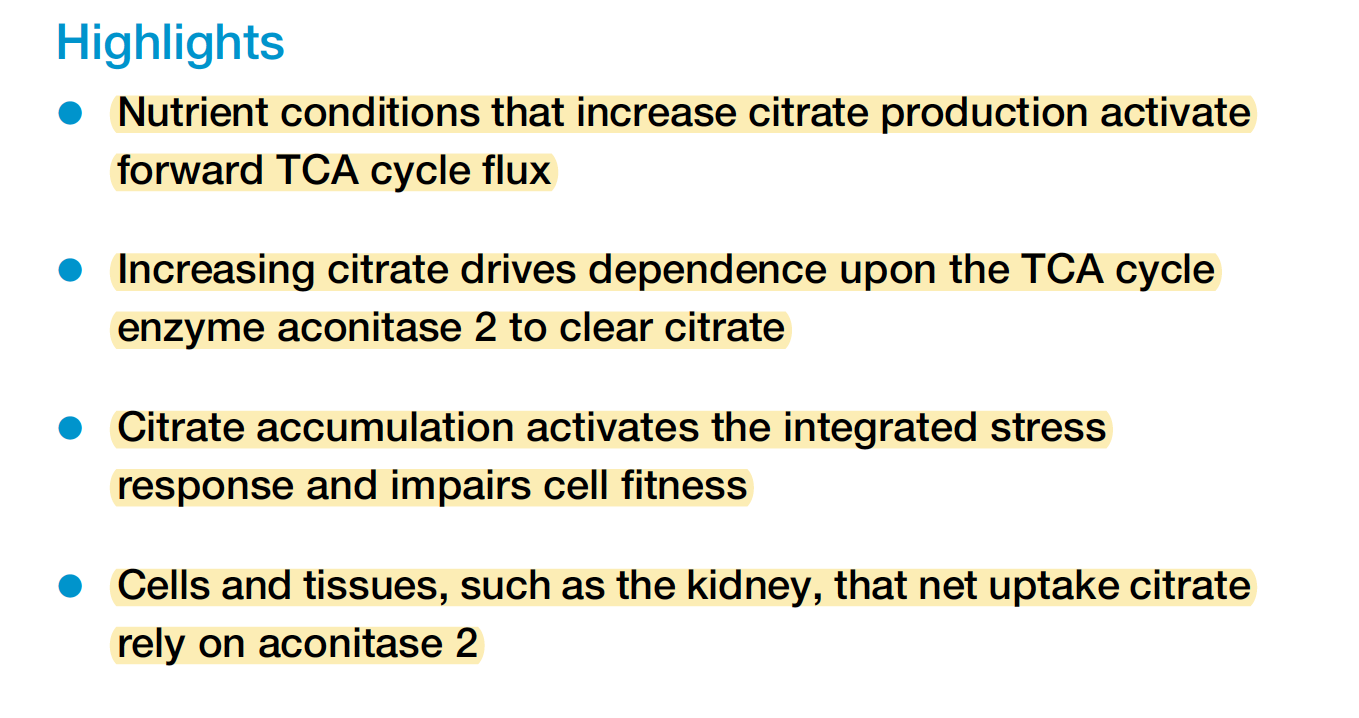 Highlights
Nutrient conditions that increase citrate production activate
forward TCA cycle flux
Increasing citrate drives dependence upon the TCA cycle
enzyme aconitase 2 to clear citrate
Citrate accumulation activates the integrated stress
response and impairs cell fitness
Cells and tissues, such as the kidney, that net uptake citrate
rely on aconitase 2